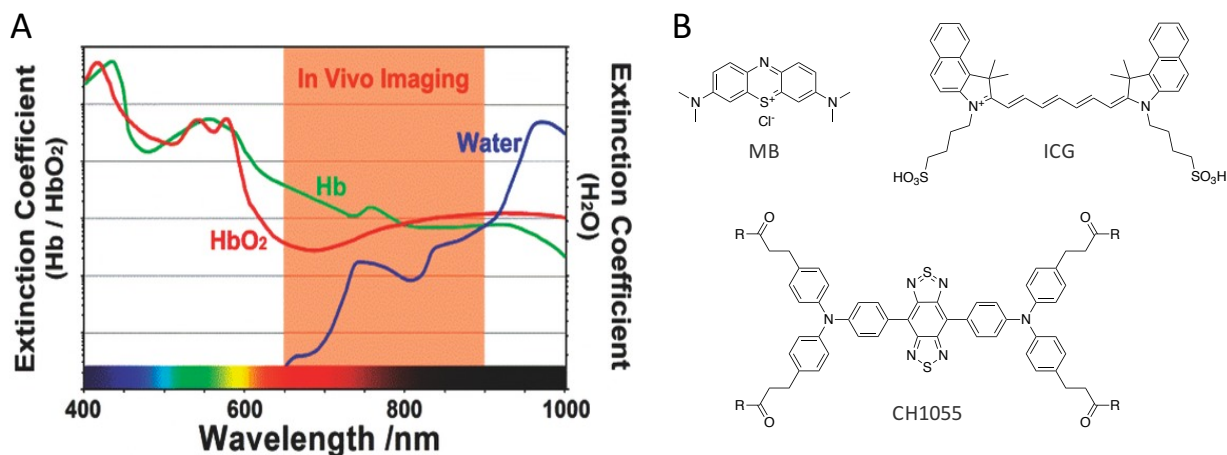 A
Extinction Coefficient
(Hb / HbO₂)
In Vivo Imaging
Water
Hb
HbO₂
Extinction Coefficient
(H₂O)
400
600
800
1000
Wavelength /nm
B
N
N
S⁺
N
Cl⁻
MB
N⁺
N
HO₃S
SO₃H
ICG
O
R
O
R
S
N
N
N
N
N
N
S
R
O
R
O
CH1055